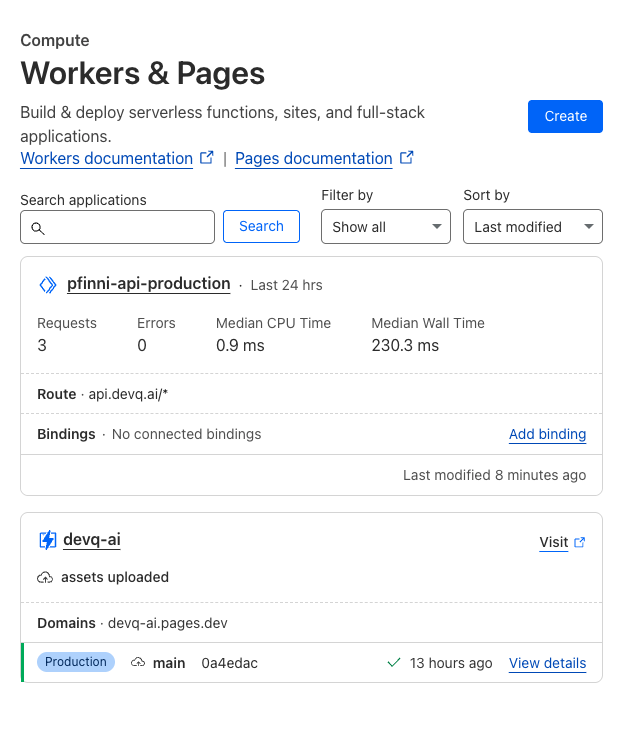 Compute
Workers & Pages
Build & deploy serverless functions, sites, and full-stack
applications.
Create
Workers documentation | Pages documentation
Search applications
Search
Filter by
Show all
Sort by
Last modified
pfinni-api-production · Last 24 hrs
Requests Errors Median CPU Time Median Wall Time
3 0 0.9 ms 230.3 ms
Route · api.devq.ai/*
Bindings · No connected bindings Add binding
Last modified 8 minutes ago
devq-ai Visit
assets uploaded
Domains · devq-ai.pages.dev
Production main 0a4edac 13 hours ago View details